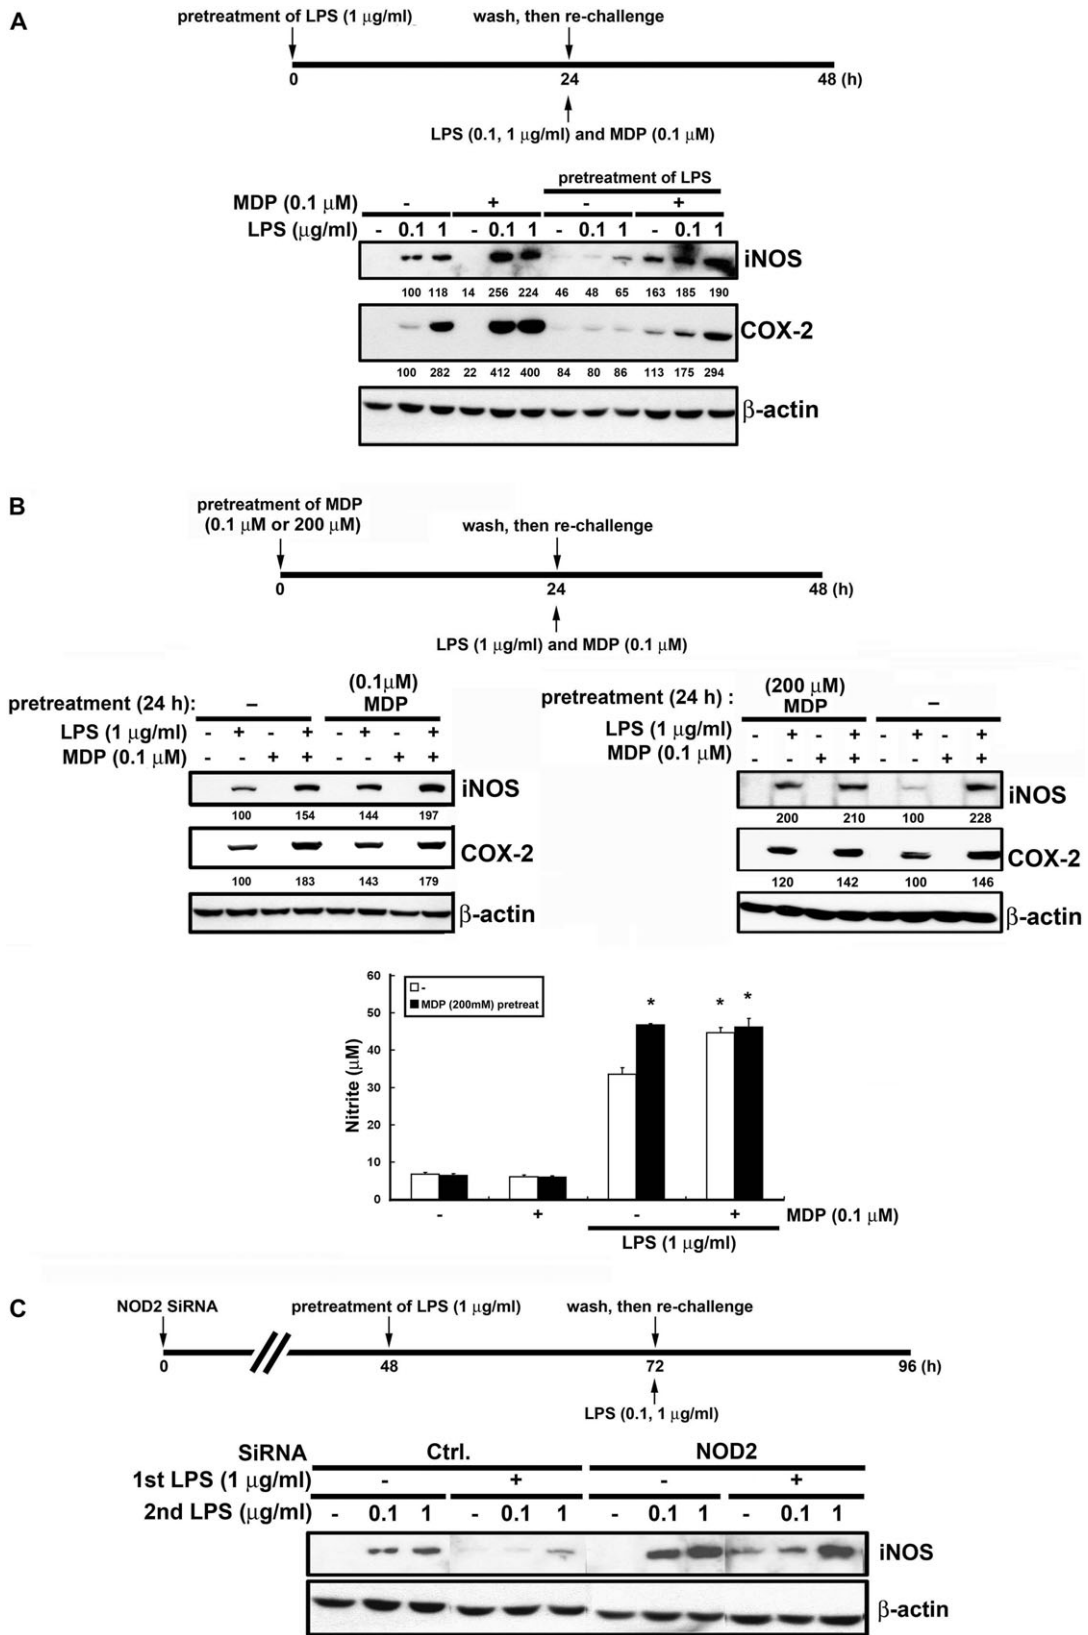 A
pretreatment of LPS (1 μg/ml)
wash, then re-challenge
0 24 48 (h)
LPS (0.1, 1 μg/ml) and MDP (0.1 μM)
pretreatment of LPS
MDP (0.1 μM) - + - +
LPS (μg/ml) - 0.1 1 - 0.1 1 - 0.1 1 - 0.1 1
iNOS
100 118 14 256 224 46 48 65 163 185 190
COX-2
100 282 22 412 400 84 80 86 113 175 294
β-actin
B
pretreatment of MDP
(0.1 μM or 200 μM)
wash, then re-challenge
0 24 48 (h)
LPS (1 μg/ml) and MDP (0.1 μM)
(0.1μM)
pretreatment (24 h): – MDP
LPS (1 μg/ml) - + - + - + - +
MDP (0.1 μM) - - + + - - + +
iNOS
100 154 144 197
COX-2
100 183 143 179
β-actin
(200 μM)
pretreatment (24 h) : MDP –
LPS (1 μg/ml) - + - + - + - +
MDP (0.1 μM) - - + + - - + +
iNOS
200 210 100 228
COX-2
120 142 100 146
β-actin
60
50
40
30
20
10
0
Nitrite (μM)
-
MDP (200mM) pretreat
* * *
- + - + MDP (0.1 μM)
LPS (1 μg/ml)
C
NOD2 SiRNA
pretreatment of LPS (1 μg/ml)
wash, then re-challenge
0 48 72 96 (h)
LPS (0.1, 1 μg/ml)
SiRNA Ctrl. NOD2
1st LPS (1 μg/ml) - + - +
2nd LPS (μg/ml) - 0.1 1 - 0.1 1 - 0.1 1 - 0.1 1
iNOS
β-actin